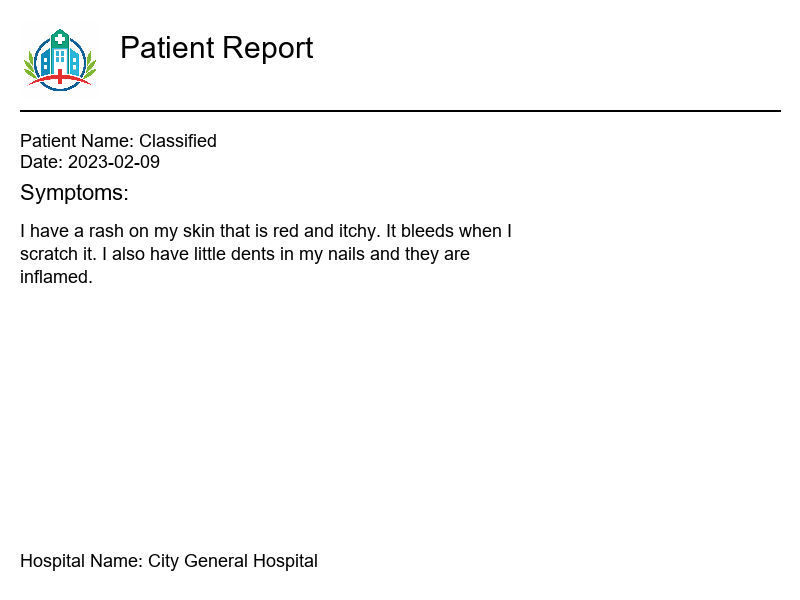 Patient Report
Patient Name: Classified
Date: 2023-02-09
Symptoms:
I have a rash on my skin that is red and itchy. It bleeds when I
scratch it. I also have little dents in my nails and they are
inflamed.
Hospital Name: City General Hospital